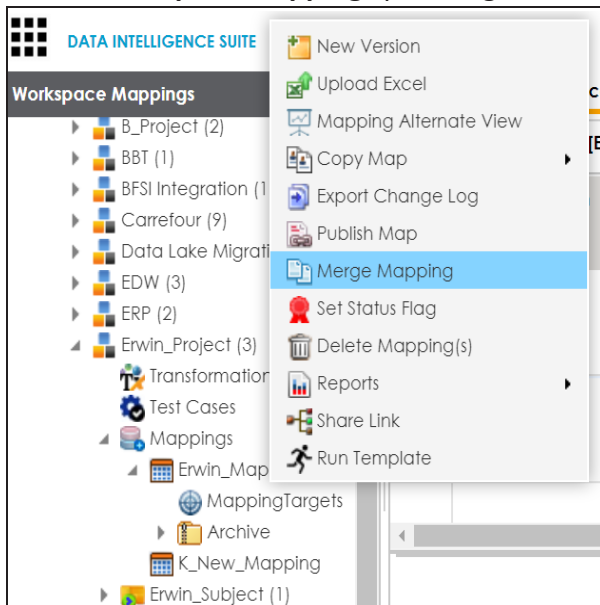 DATA INTELLIGENCE SUITE
Workspace Mappings
B_Project (2)
BBT (1)
BFSI Integration (1
Carrefour (9)
Data Lake Migrati
EDW (3)
ERP (2)
Erwin_Project (3)
Transformation
Test Cases
Mappings
Erwin_Map
MappingTargets
Archive
K_New_Mapping
Erwin_Subject (1)
New Version
Upload Excel
Mapping Alternate View
Copy Map
Export Change Log
Publish Map
Merge Mapping
Set Status Flag
Delete Mapping(s)
Reports
Share Link
Run Template
c
[E